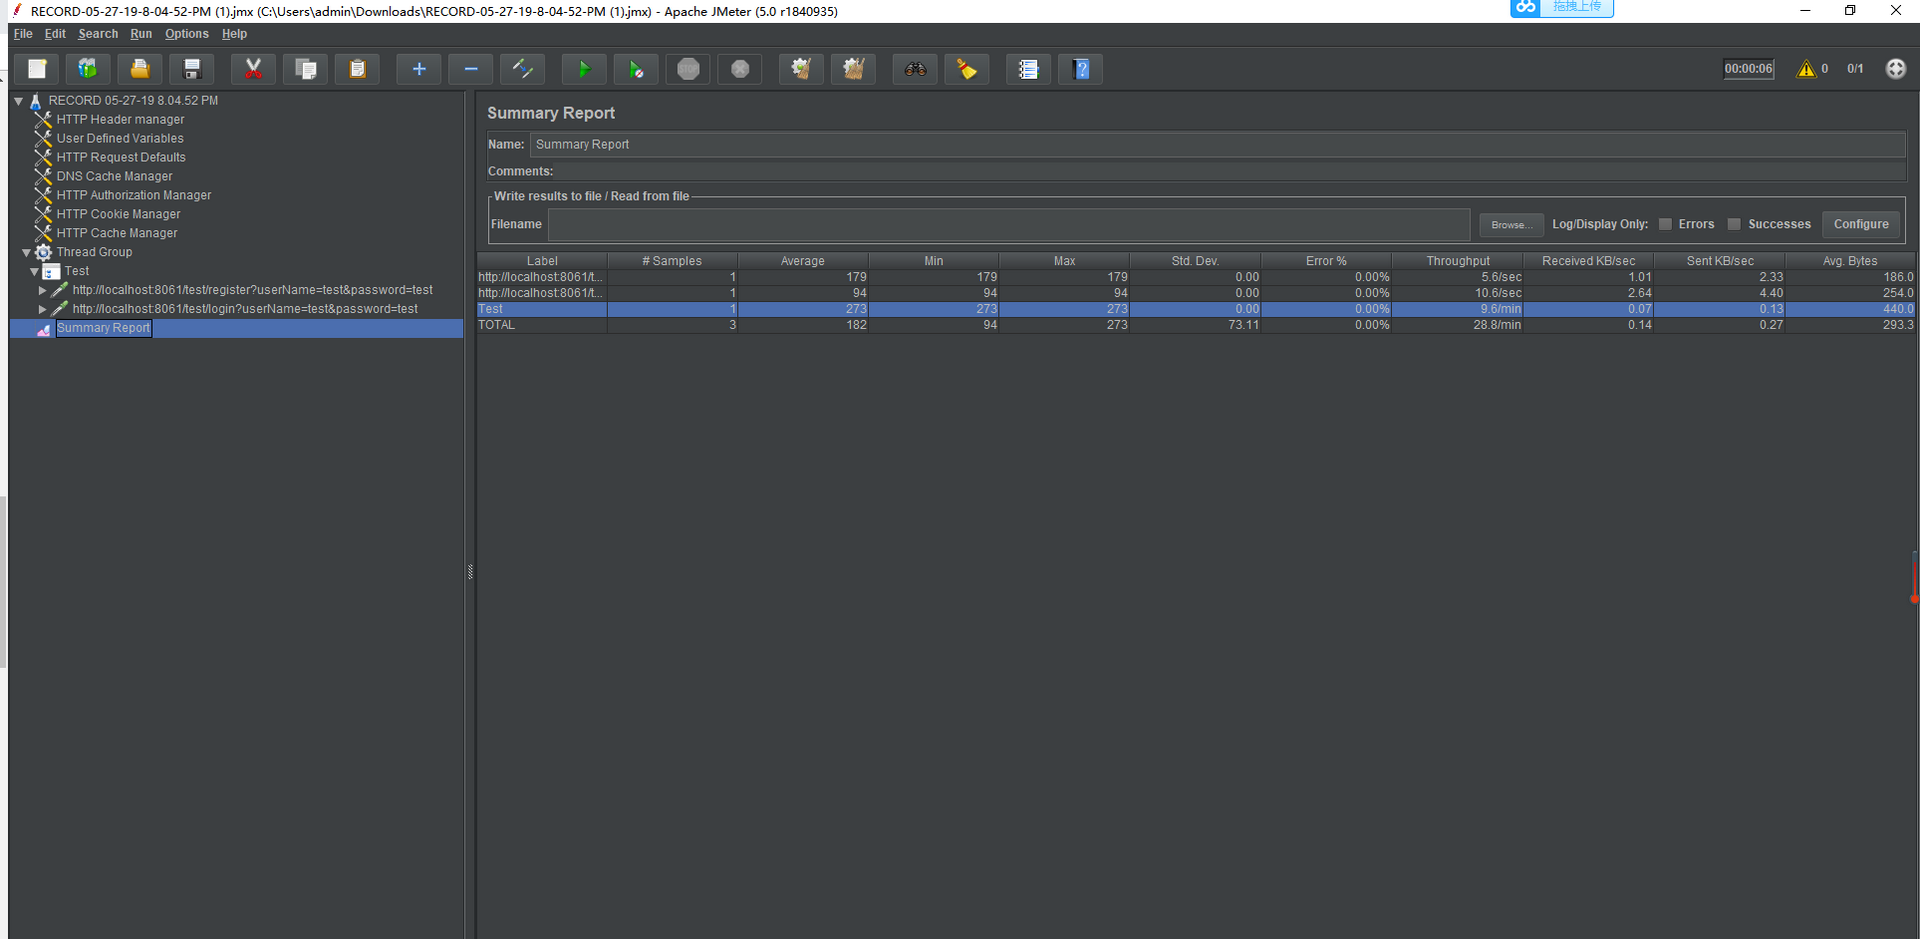 RECORD-05-27-19-8-04-52-PM (1).jmx (C:\Users\admin\Downloads\RECORD-05-27-19-8-04-52-PM (1).jmx) - Apache JMeter (5.0 r1840935)
拖拽上传
File Edit Search Run Options Help
STOP
00:00:06 0 0/1
RECORD 05-27-19 8.04.52 PM
HTTP Header manager
User Defined Variables
HTTP Request Defaults
DNS Cache Manager
HTTP Authorization Manager
HTTP Cookie Manager
HTTP Cache Manager
Thread Group
Test
http://localhost:8061/test/register?userName=test&password=test
http://localhost:8061/test/login?userName=test&password=test
Summary Report
Summary Report
Name: Summary Report
Comments:
Write results to file / Read from file
Filename Browse... Log/Display Only: Errors Successes Configure
Label # Samples Average Min Max Std. Dev. Error % Throughput Received KB/sec Sent KB/sec Avg. Bytes
http://localhost:8061/t... 1 179 179 179 0.00 0.00% 5.6/sec 1.01 2.33 186.0
http://localhost:8061/t... 1 94 94 94 0.00 0.00% 10.6/sec 2.64 4.40 254.0
Test 1 273 273 273 0.00 0.00% 9.6/min 0.07 0.13 440.0
TOTAL 3 182 94 273 73.11 0.00% 28.8/min 0.14 0.27 293.3